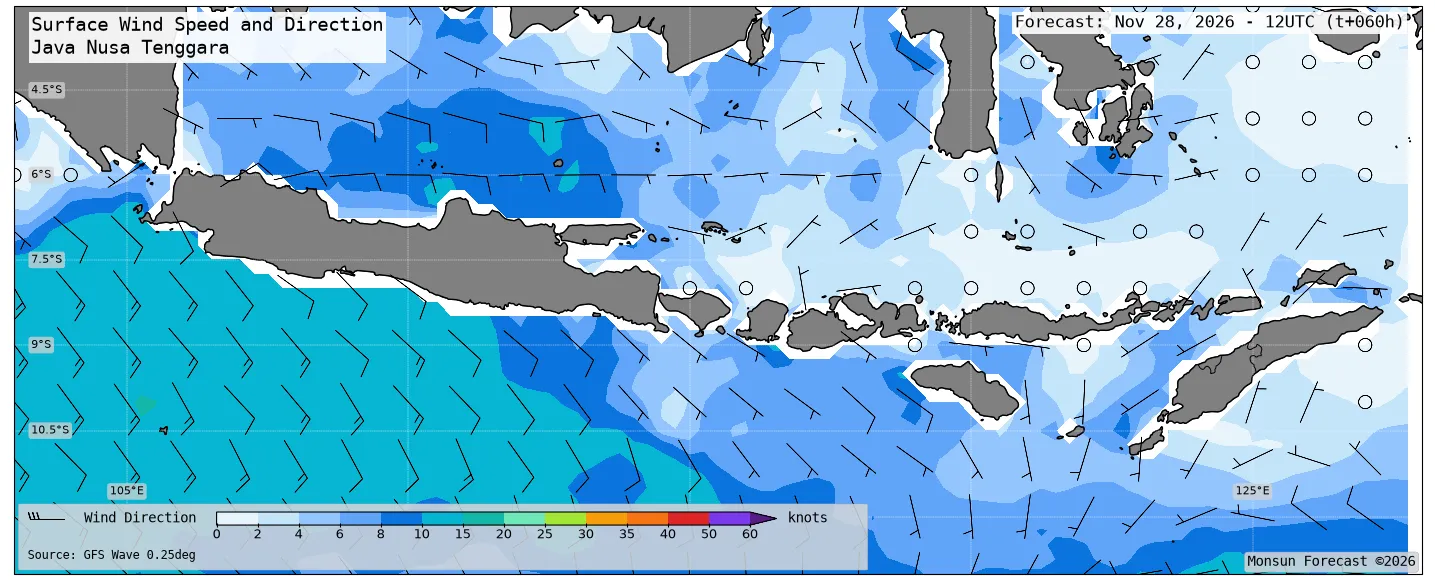 Surface Wind Speed and Direction
Java Nusa Tenggara
Forecast: Nov 28, 2026 - 12UTC (t+060h)
4.5°S
6°S
7.5°S
9°S
10.5°S
105°E
125°E
Wind Direction
0 2 4 6 8 10 15 20 25 30 35 40 50 60
knots
Source: GFS Wave 0.25deg
Monsun Forecast ©2026